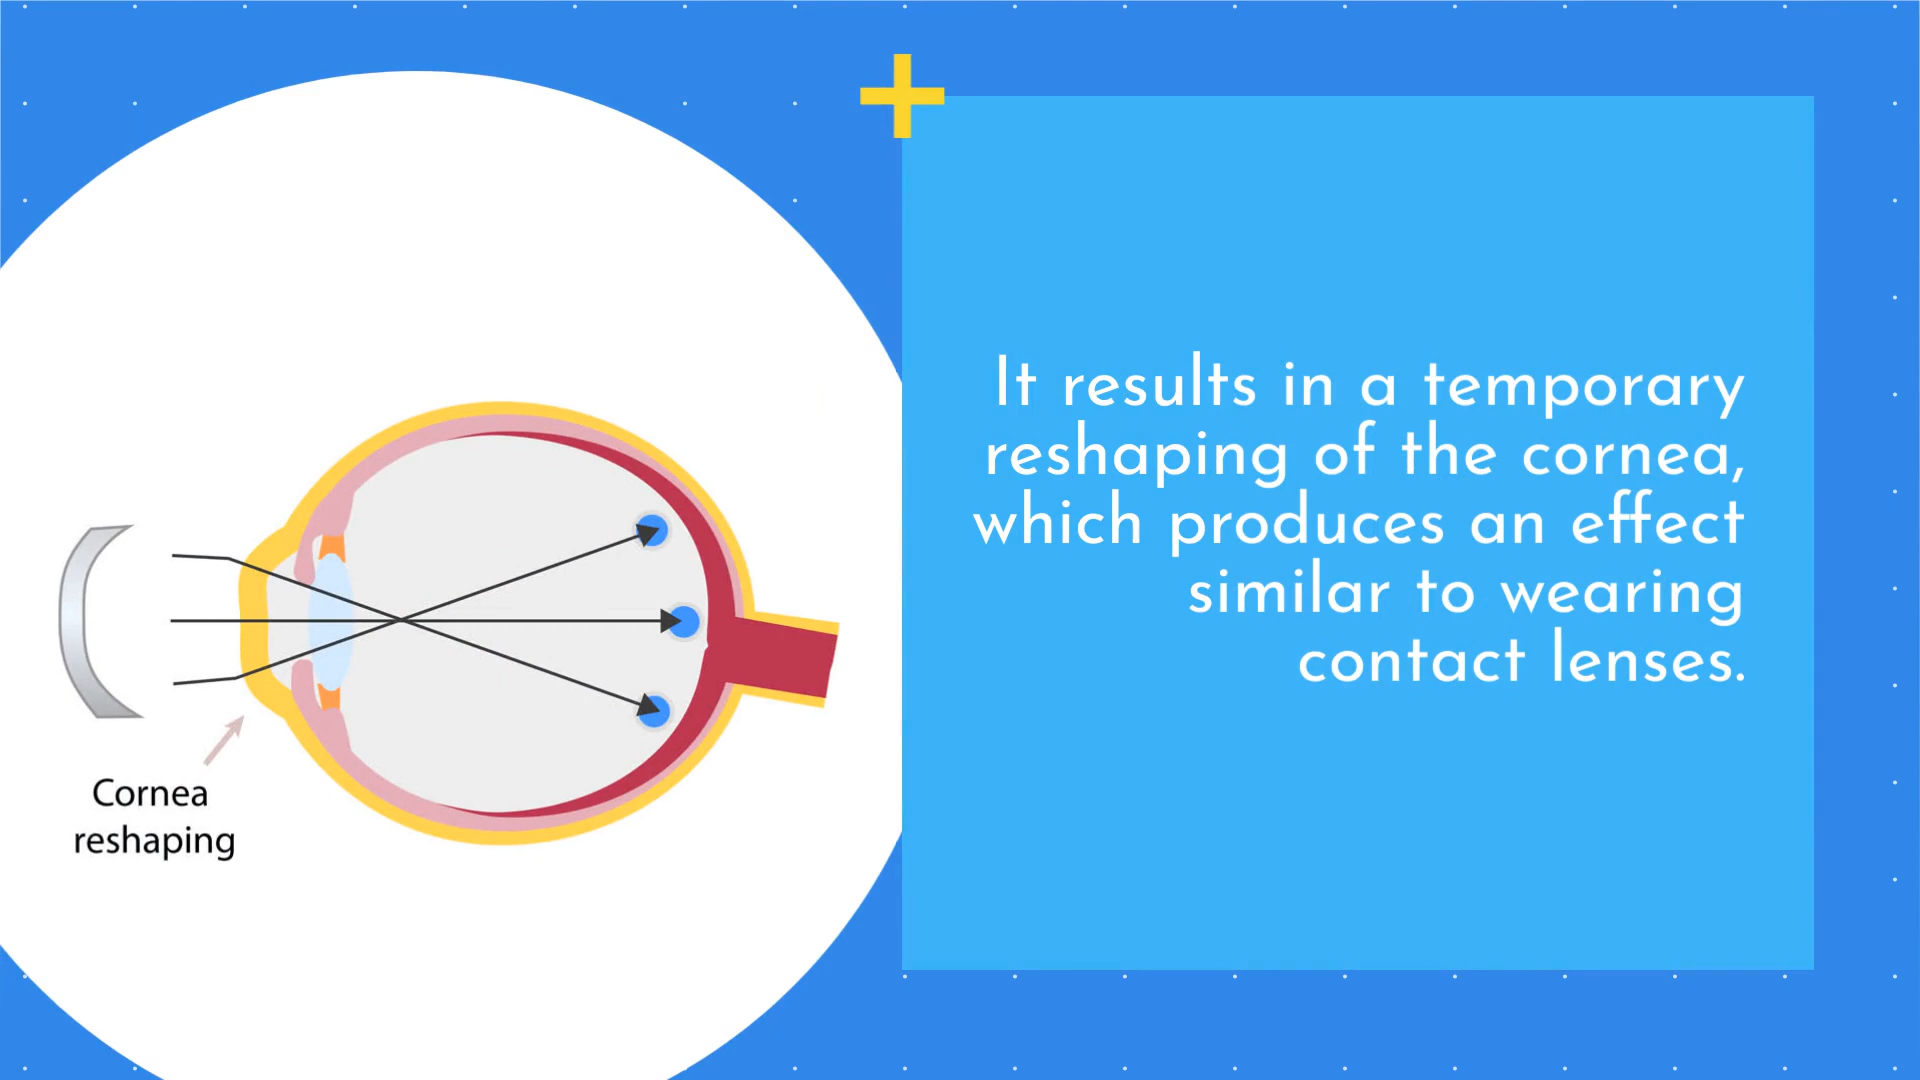 It results in a temporary
reshaping of the cornea,
which produces an effect
similar to wearing
contact lenses.
Cornea
reshaping